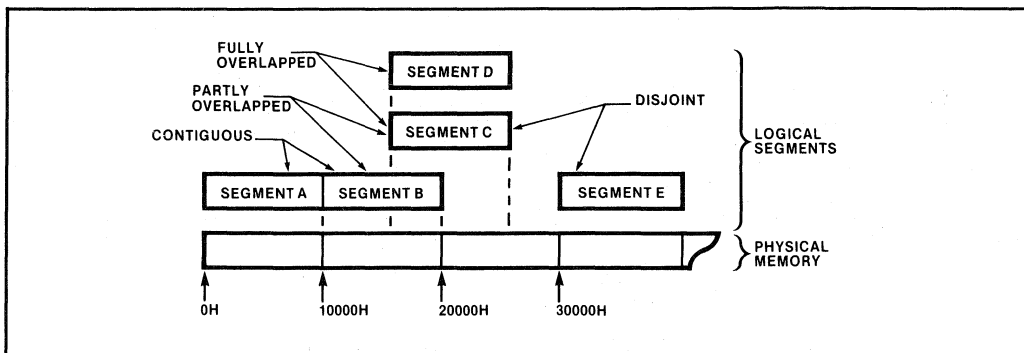 FULLY
OVERLAPPED
SEGMENT D
PARTLY
OVERLAPPED
DISJOINT
SEGMENT C
CONTIGUOUS
LOGICAL
SEGMENTS
SEGMENT A
SEGMENT B
SEGMENT E
PHYSICAL
MEMORY
0H
10000H
20000H
30000H